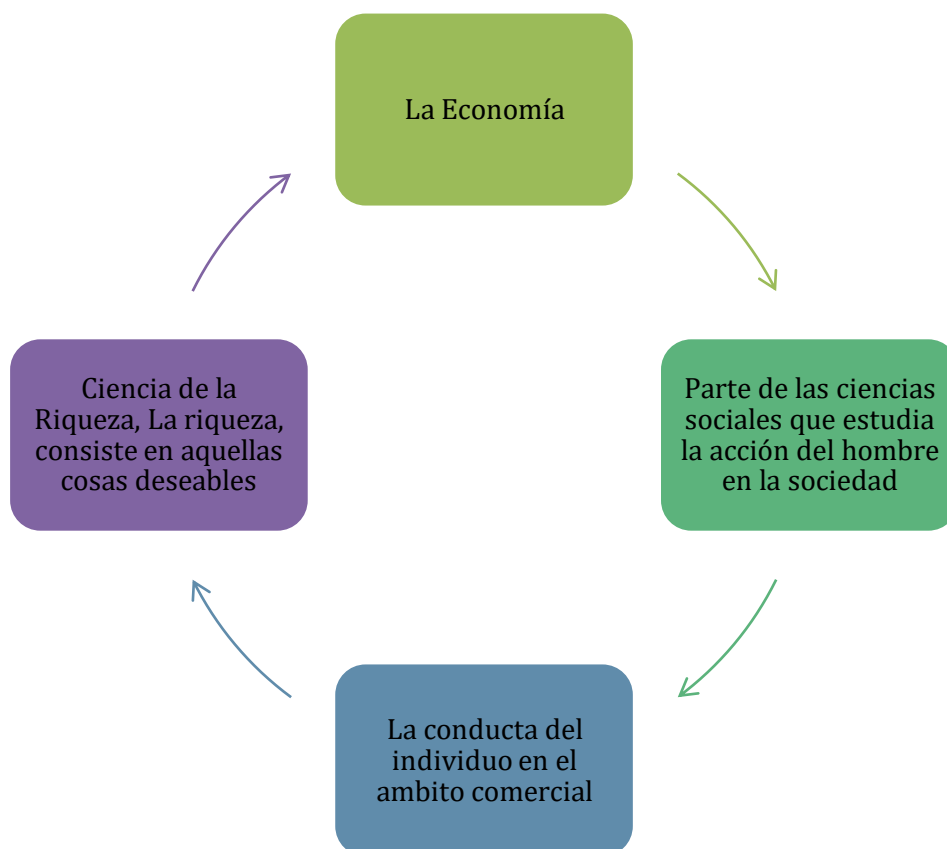 La Economía
Parte de las ciencias
sociales que estudia
la acción del hombre
en la sociedad
La conducta del
individuo en el
ambito comercial
Ciencia de la
Riqueza, La riqueza,
consiste en aquellas
cosas deseables